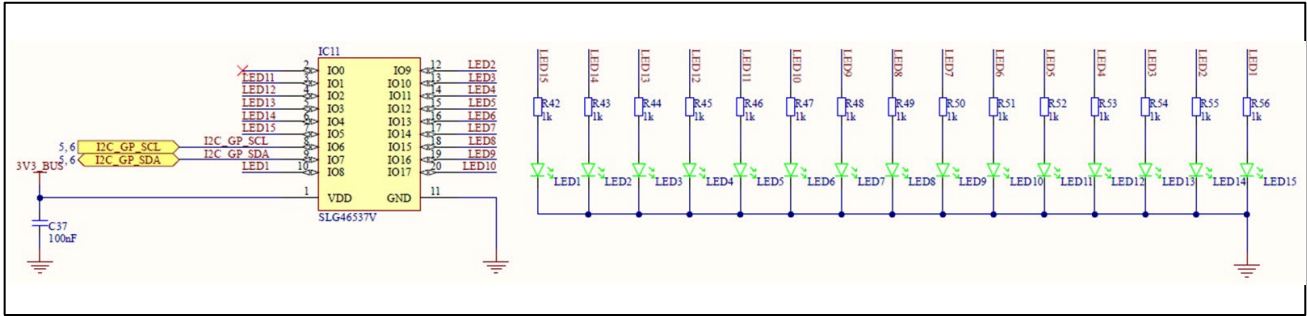 IC11
2 IO0 IO9 12 LED2
LED11 3 IO1 IO10 13 LED3
LED12 4 IO2 IO11 14 LED4
LED13 5 IO3 IO12 15 LED5
LED14 6 IO4 IO13 16 LED6
LED15 7 IO5 IO14 17 LED7
5,6 I2C_GP_SCL I2C_GP_SCL 8 IO6 IO15 18 LED8
5,6 I2C_GP_SDA I2C_GP_SDA 9 IO7 IO16 19 LED9
3V3_BUS LED1 10 IO8 IO17 20 LED10
1 VDD GND 11
SLG46537V
C37
100nF
LED15 LED14 LED13 LED12 LED11 LED10 LED9 LED8 LED7 LED6 LED5 LED4 LED3 LED2 LED1
R42 R43 R44 R45 R46 R47 R48 R49 R50 R51 R52 R53 R54 R55 R56
1k 1k 1k 1k 1k 1k 1k 1k 1k 1k 1k 1k 1k 1k 1k
LED1 LED2 LED3 LED4 LED5 LED6 LED7 LED8 LED9 LED10 LED11 LED12 LED13 LED14 LED15